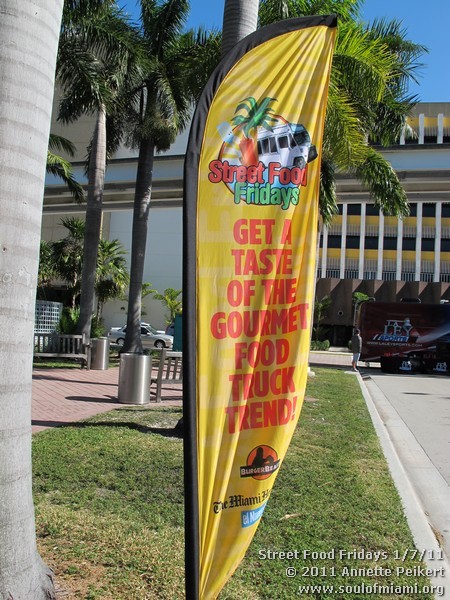 Street Food
Fridays
GET A
TASTE
OF THE
GOURMET
FOOD
TRUCK
TREND!
BURGERBEAST
The Miami
SPORTS
Street Food Fridays 1/7/11
© 2011 Annette Peikert
www.soulofmiami.org